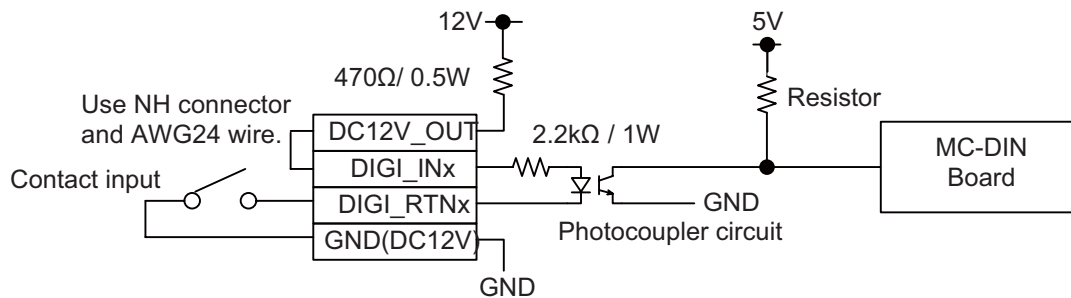 12V
5V
470Ω/ 0.5W
Use NH connector
and AWG24 wire.
Resistor
DC12V_OUT
2.2kΩ / 1W
MC-DIN
Board
DIGI_INx
Contact input
DIGI_RTNx
GND
Photocoupler circuit
GND(DC12V)
GND